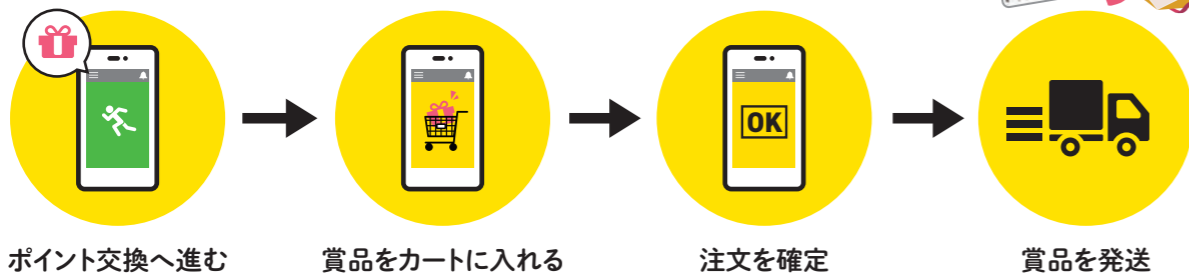 OK
ポイント交換へ進む
賞品をカートに入れる
注文を確定
賞品を発送